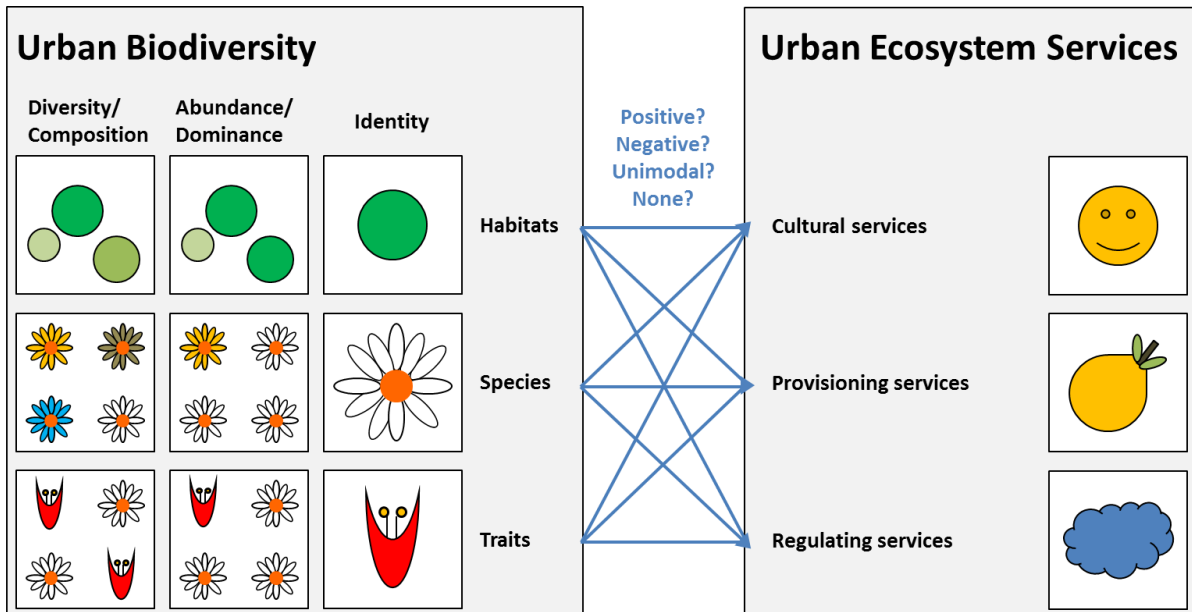 Urban Biodiversity
Diversity/
Composition
Abundance/
Dominance
Identity
Habitats
Species
Traits
Positive?
Negative?
Unimodal?
None?
Urban Ecosystem Services
Cultural services
Provisioning services
Regulating services